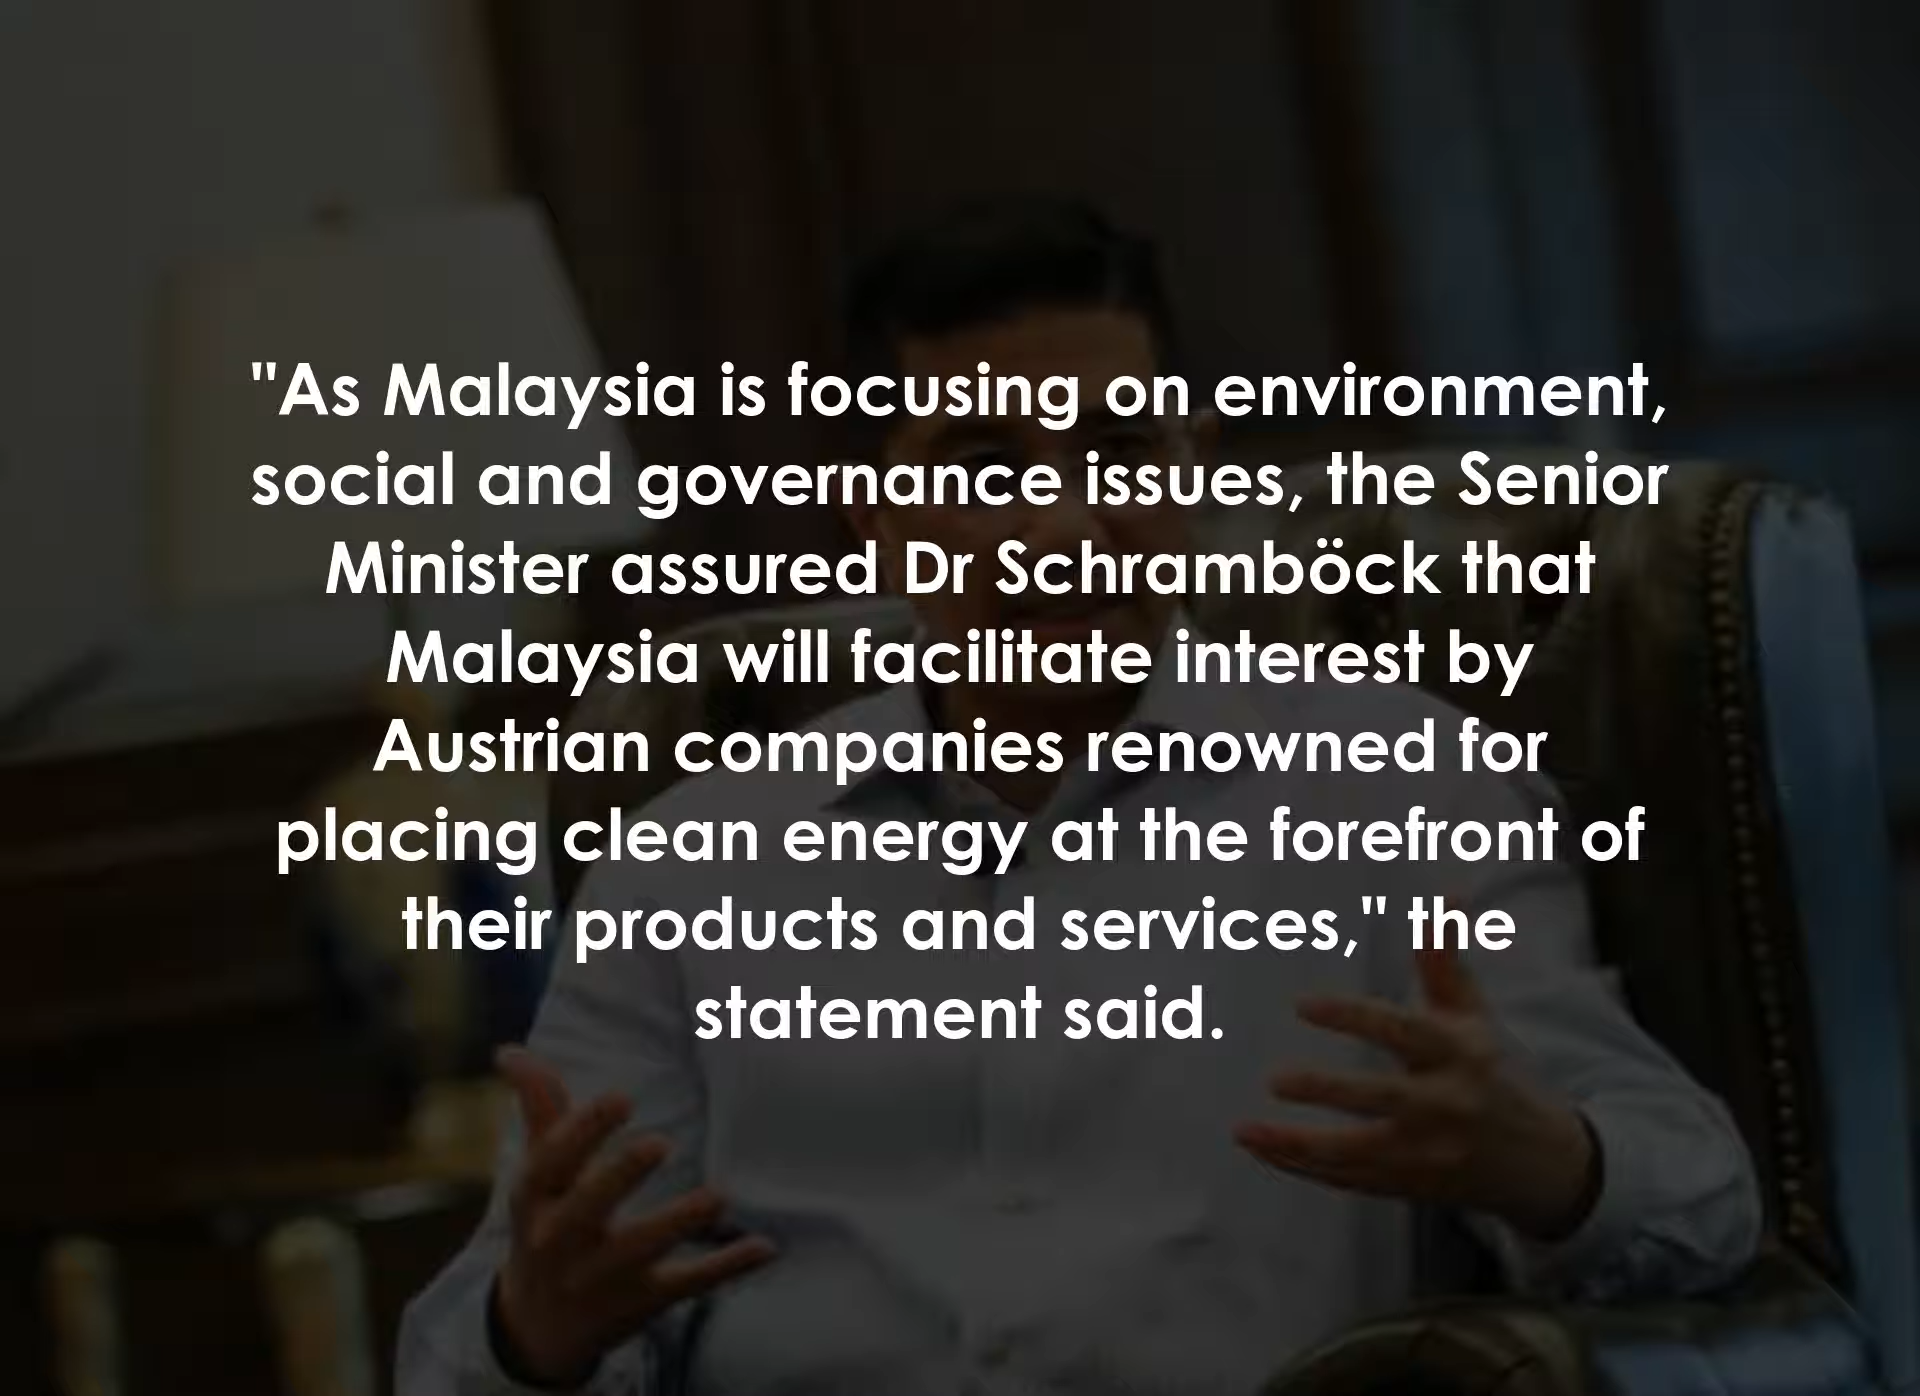 "As Malaysia is focusing on environment,
social and governance issues, the Senior
Minister assured Dr Schramböck that
Malaysia will facilitate interest by
Austrian companies renowned for
placing clean energy at the forefront of
their products and services," the
statement said.